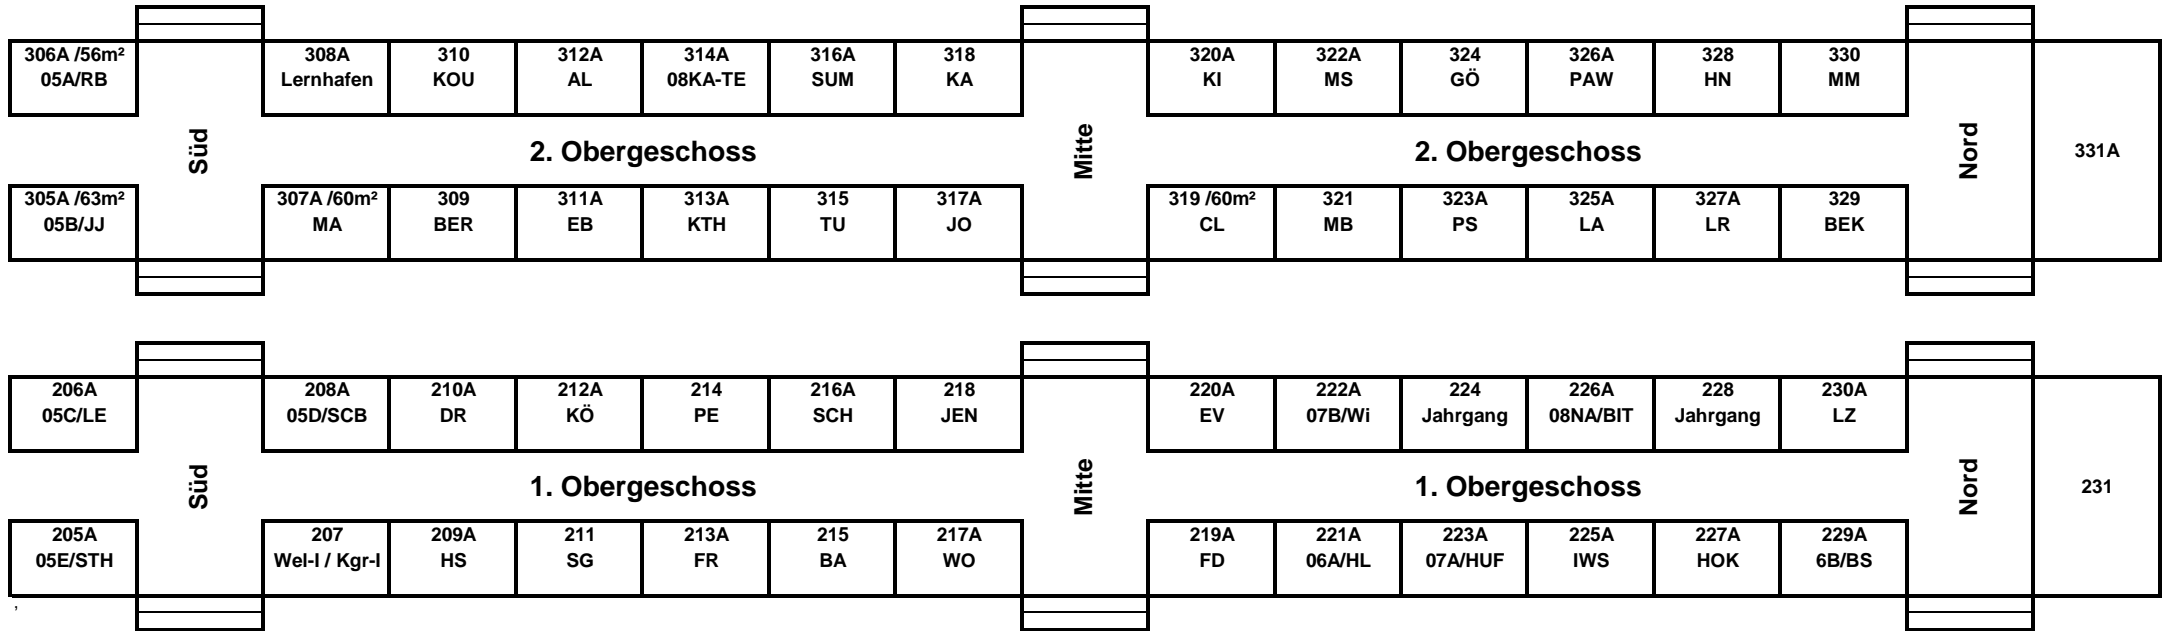 306A /56m² 308A 310 312A 314A 316A 318 320A 322A 324 326A 328 330
05A/RB Lernhafen KOU AL 08KA-TE SUM KA KI MS GÖ PAW HN MM
Süd 2. Obergeschoss Mitte 2. Obergeschoss Nord 331A
305A /63m² 307A /60m² 309 311A 313A 315 317A 319 /60m² 321 323A 325A 327A 329
05B/JJ MA BER EB KTH TU JO CL MB PS LA LR BEK
206A 208A 210A 212A 214 216A 218 220A 222A 224 226A 228 230A
05C/LE 05D/SCB DR KÖ PE SCH JEN EV 07B/Wi Jahrgang 08NA/BIT Jahrgang LZ
Süd 1. Obergeschoss Mitte 1. Obergeschoss Nord 231
205A 207 209A 211 213A 215 217A 219A 221A 223A 225A 227A 229A
05E/STH Wel-I / Kgr-I HS SG FR BA WO FD 06A/HL 07A/HUF IWS HOK 6B/BS
,